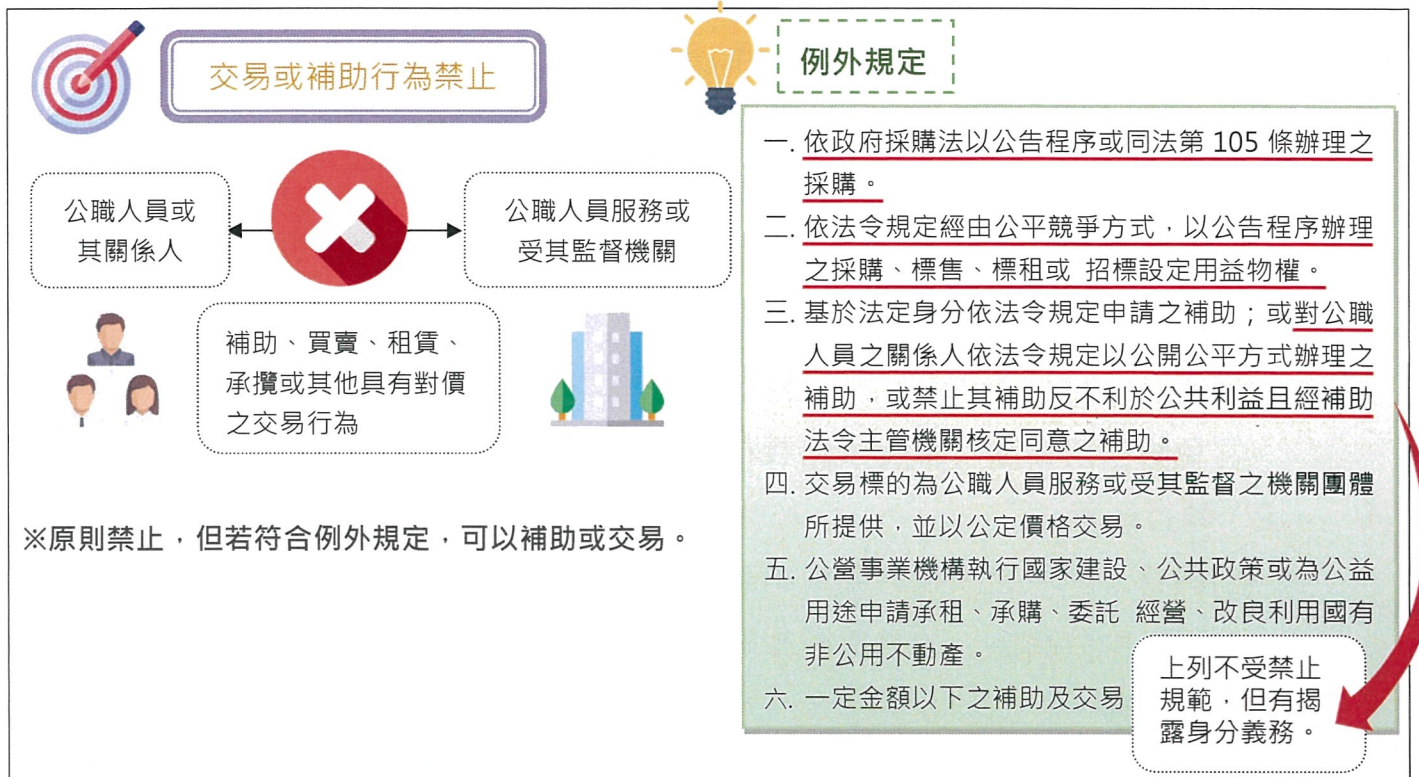 交易或補助行為禁止
公職人員或
其關係人
公職人員服務或
受其監督機關
補助、買賣、租賃、
承攬或其他具有對價
之交易行為
※原則禁止，但若符合例外規定，可以補助或交易。
例外規定
一. 依政府採購法以公告程序或同法第 105 條辦理之
採購。
二. 依法令規定經由公平競爭方式，以公告程序辦理
之採購、標售、標租或 招標設定用益物權。
三. 基於法定身分依法令規定申請之補助；或對公職
人員之關係人依法令規定以公開公平方式辦理之
補助，或禁止其補助反不利於公共利益且經補助
法令主管機關核定同意之補助。
四. 交易標的為公職人員服務或受其監督之機關團體
所提供，並以公定價格交易。
五. 公營事業機構執行國家建設、公共政策或為公益
用途申請承租、承購、委託 經營、改良利用國有
非公用不動產。
六. 一定金額以下之補助及交易
上列不受禁止
規範，但有揭
露身分義務。